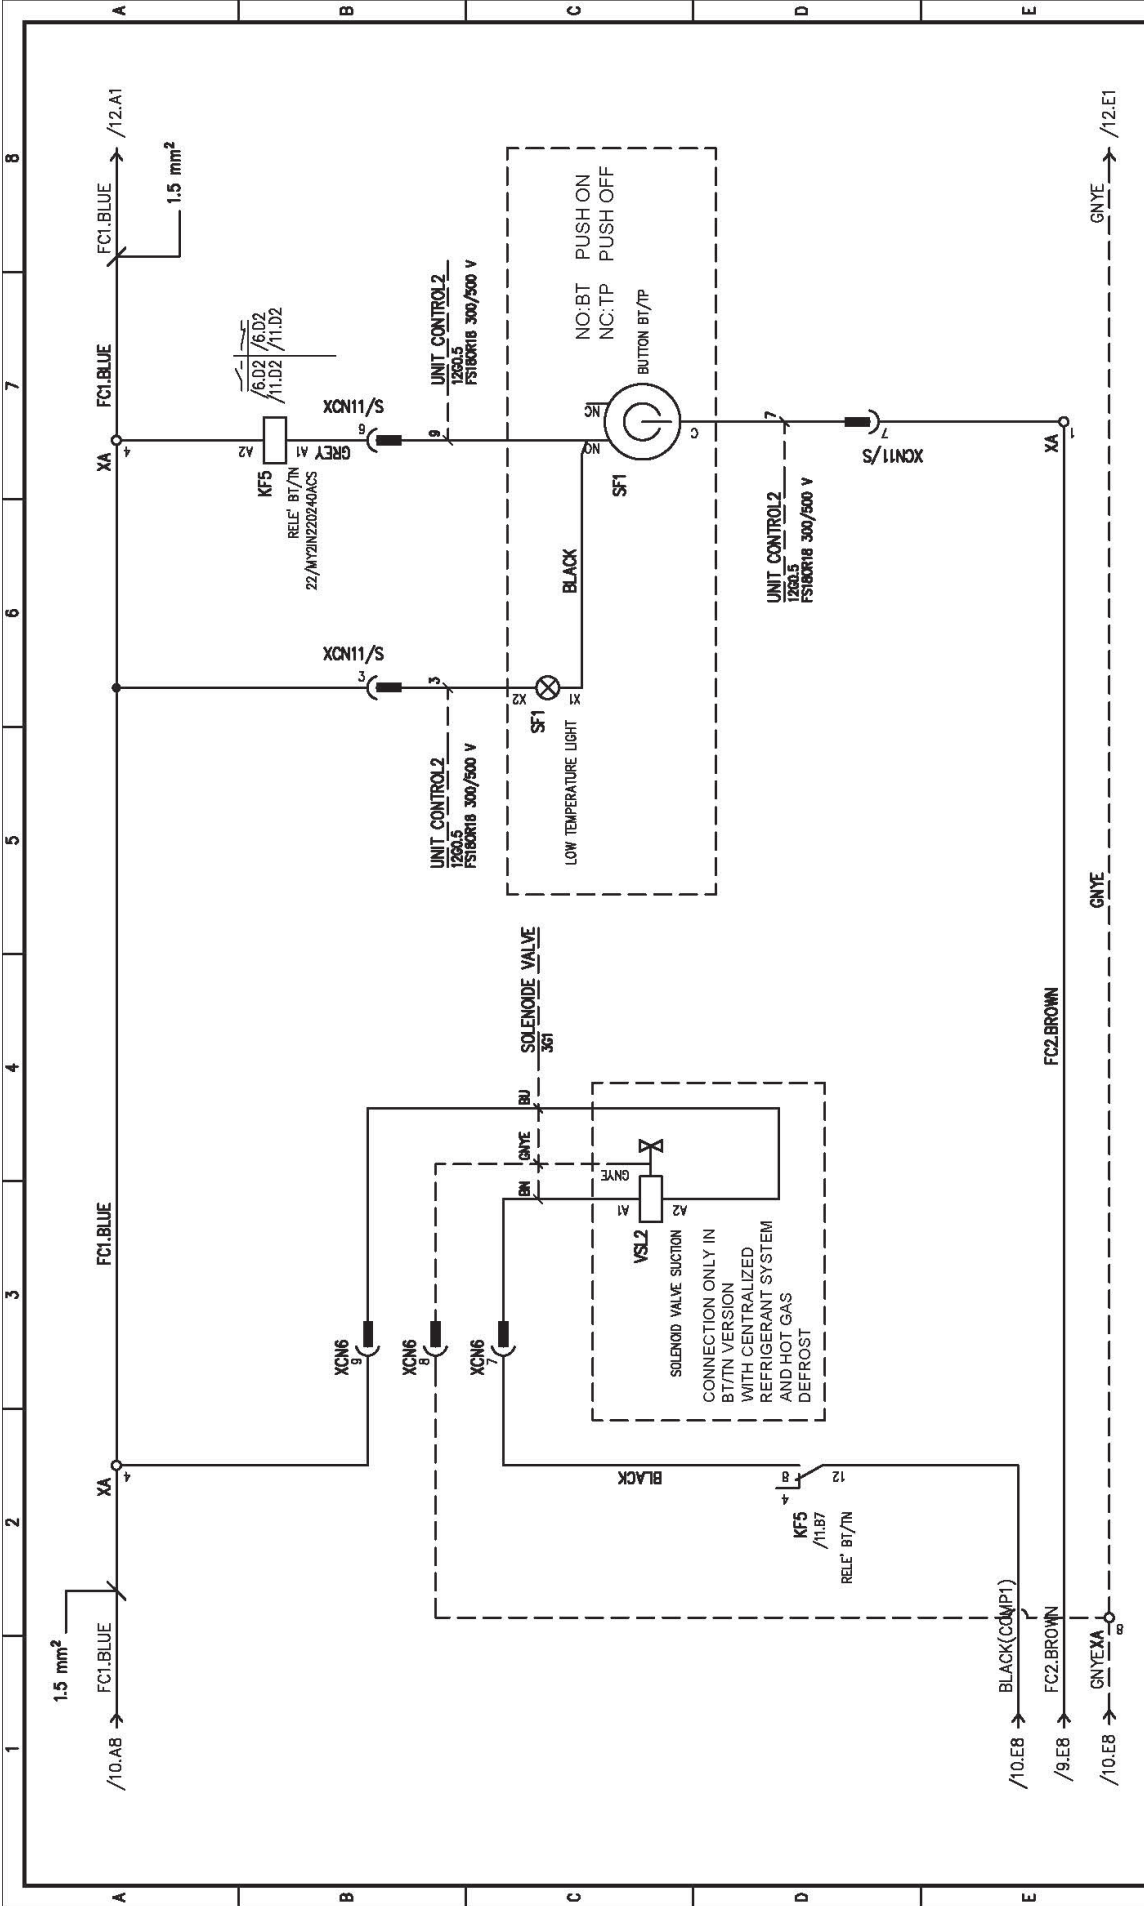 1
2
3
4
5
6
7
8
A
B
C
D
E
A
B
C
D
E
1.5 mm²
/10.A8
FC1.BLUE
XA
4
FC1.BLUE
XA
4
FC1.BLUE
FC1.BLUE
/12.A1
1.5 mm²
XCN6
9
XCN6
8
XCN6
7
BN
GNYE
BU
SOLENOIDE VALVE
3G1
BLACK
4
8
12
KF5
/11.B7
RELE' BT/TN
A1
GNYE
VSL2
A2
SOLENOID VALVE SUCTION
CONNECTION ONLY IN
BT/TN VERSION
WITH CENTRALIZED
REFRIGERANT SYSTEM
AND HOT GAS
DEFROST
XCN11/S
3
3
UNIT CONTROL2
12G0.5
FS18OR18 300/500 V
X2
SF1
X1
LOW TEMPERATURE LIGHT
BLACK
A2
KF5
A1
GREY
RELE' BT/TN
22/MY2IN220240ACS
/6.D2
/11.D2
/6.D2
/11.D2
XCN11/S
6
9
UNIT CONTROL2
12G0.5
FS18OR18 300/500 V
NO:BT PUSH ON
NC:TP PUSH OFF
NC
NO
C
SF1
BUTTON BT/TP
7
UNIT CONTROL2
12G0.5
FS18OR18 300/500 V
7
XCN11/S
XA
1
/10.E8
BLACK(COMP1)
/9.E8
FC2.BROWN
FC2.BROWN
/10.E8
GNYE
XA
8
GNYE
GNYE
/12.E1